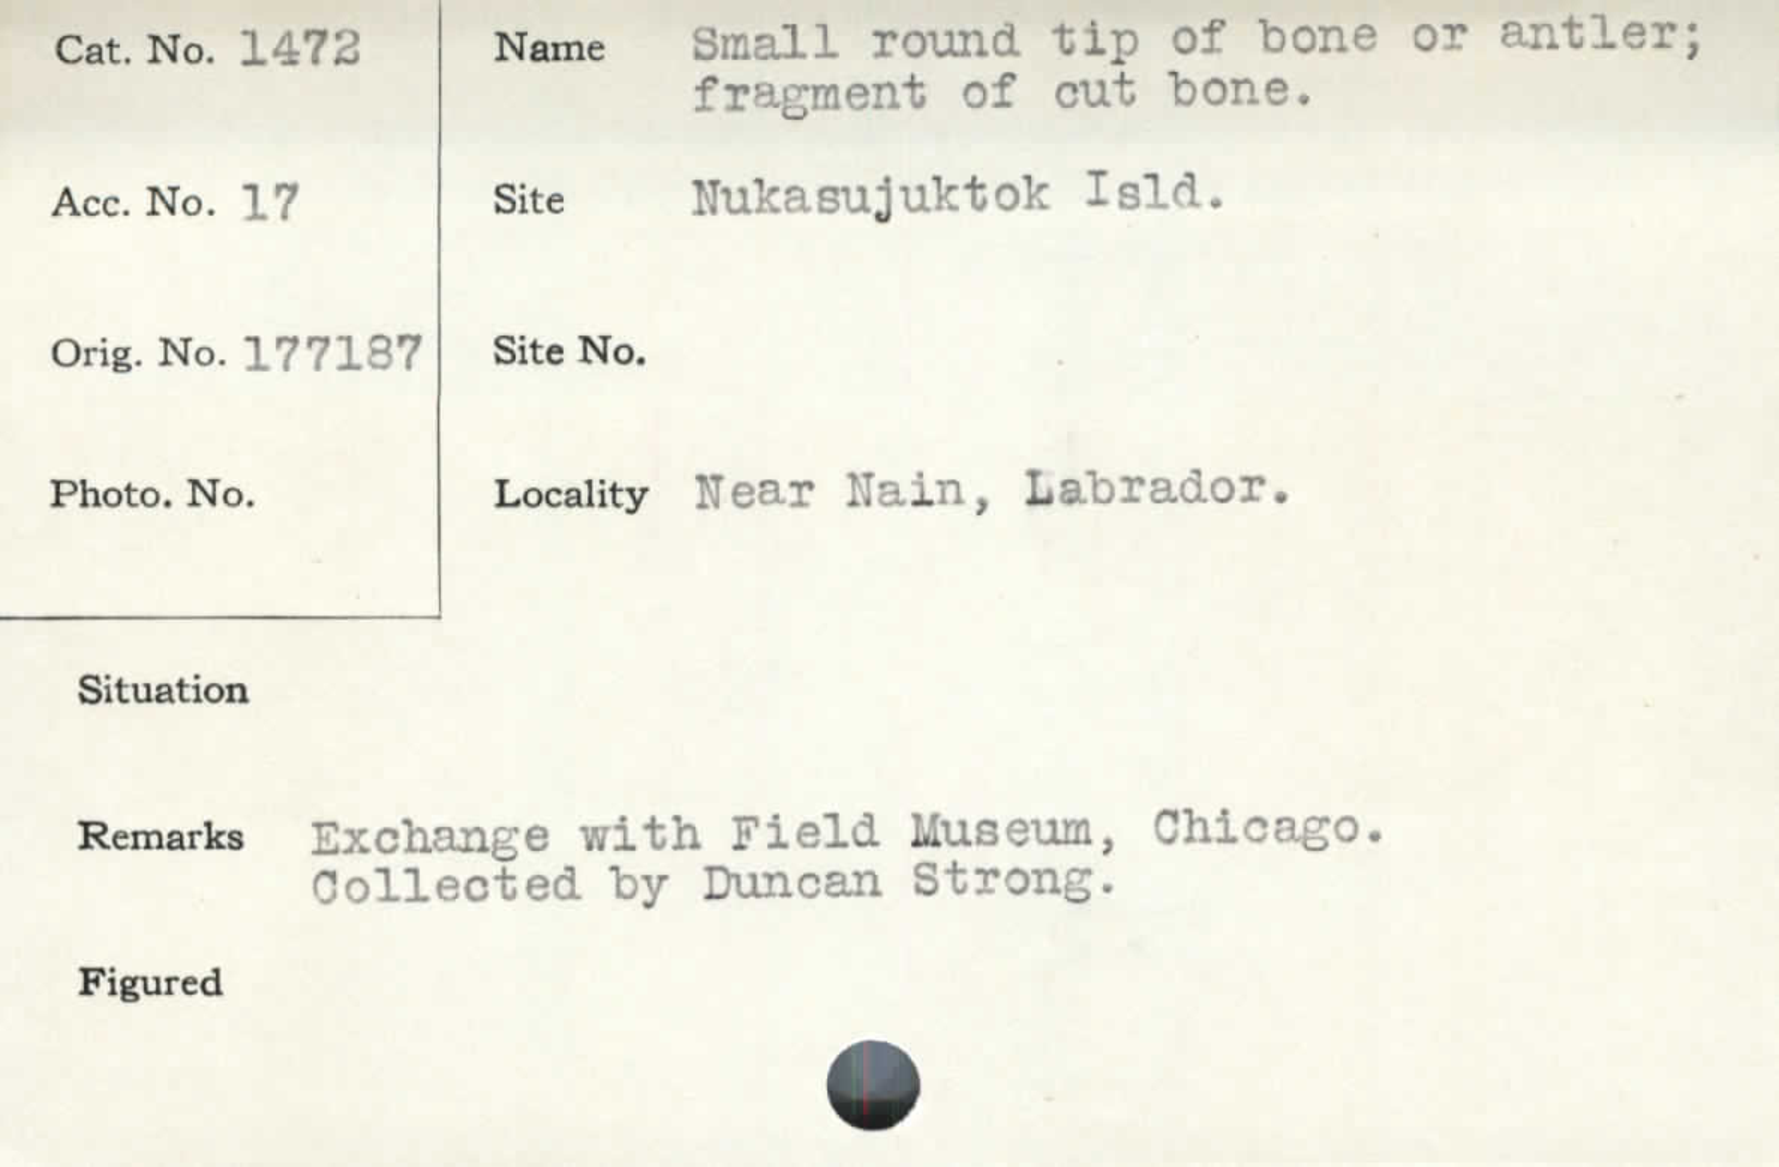 Cat. No. 1472
Name Small round tip of bone or antler;
fragment of cut bone.
Acc. No. 17
Site Nukasujuktok Isld.
Orig. No. 177187
Site No.
Photo. No.
Locality Near Nain, Labrador.
Situation
Remarks Exchange with Field Museum, Chicago.
Collected by Duncan Strong.
Figured